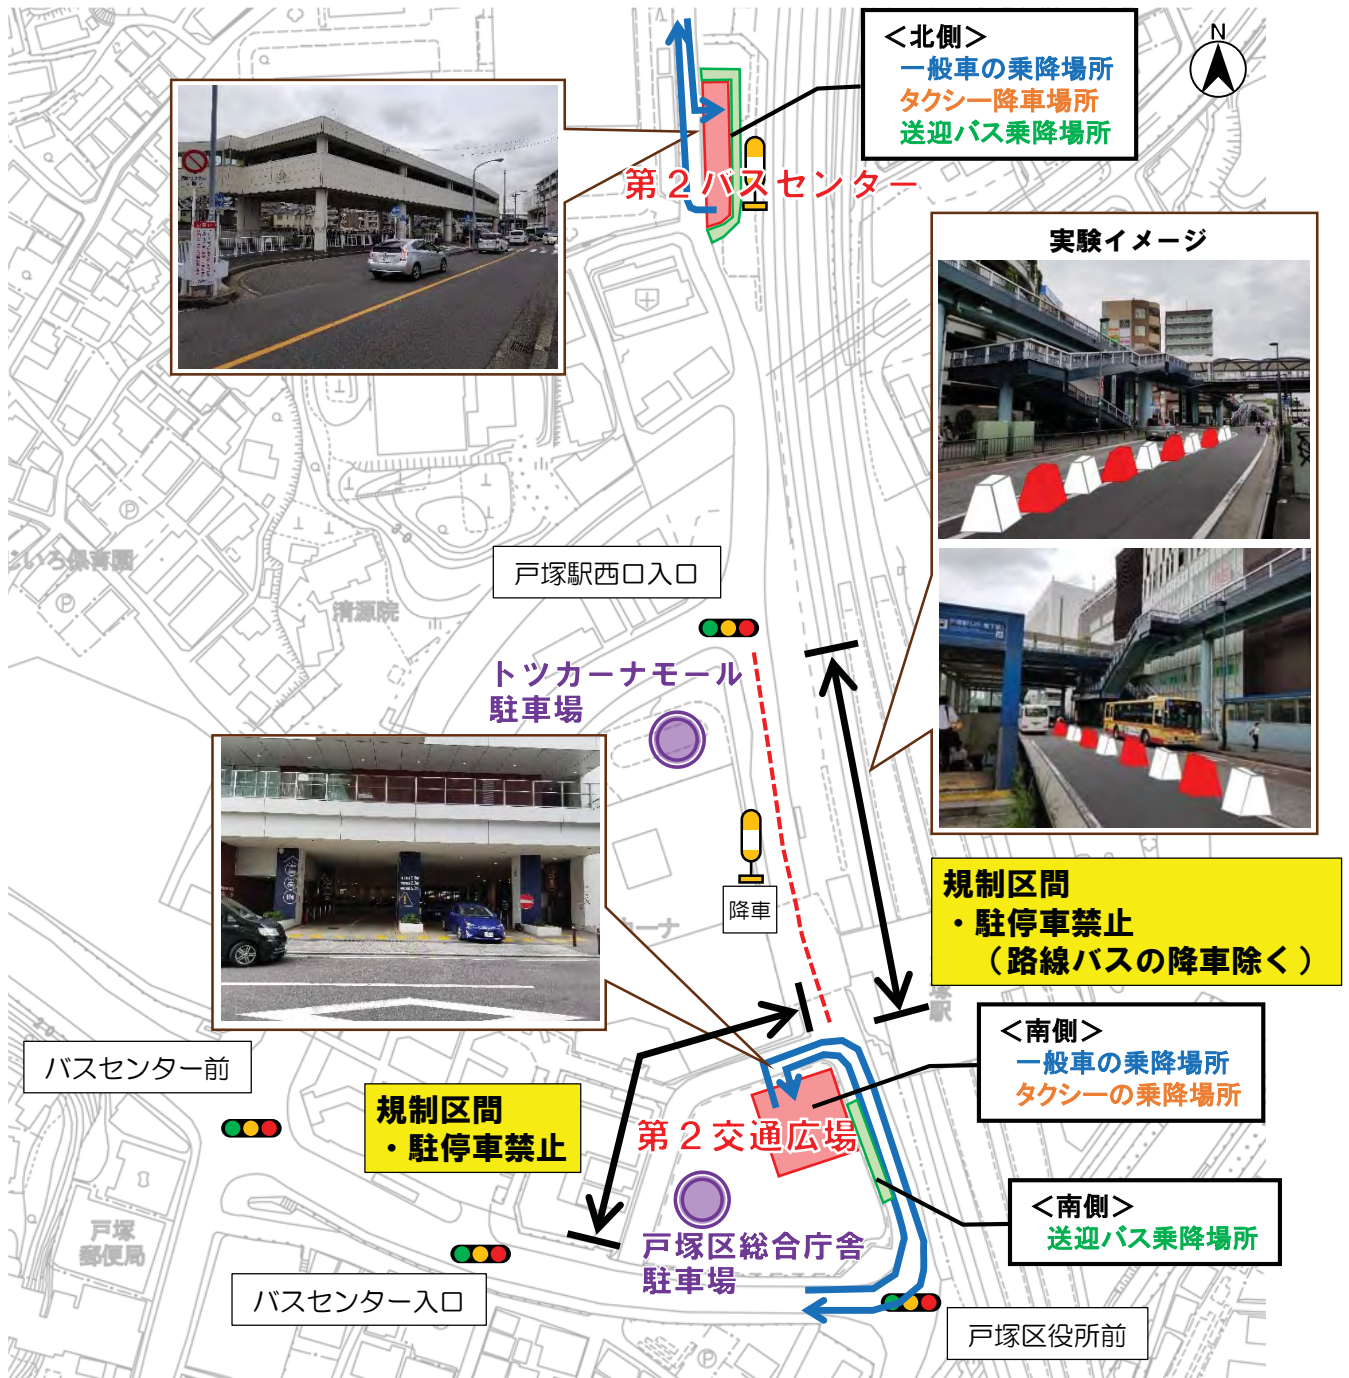 ＜北側＞
一般車の乗降場所
タクシー降車場所
送迎バス乗降場所
N
第２バスセンター
実験イメージ
戸塚駅西口入口
トツカーナモール
駐車場
清源院
いろ保育園
降車
規制区間
・駐停車禁止
（路線バスの降車除く）
＜南側＞
一般車の乗降場所
タクシーの乗降場所
バスセンター前
規制区間
・駐停車禁止
第２交通広場
＜南側＞
送迎バス乗降場所
戸塚区総合庁舎
駐車場
戸塚
郵便局
バスセンター入口
戸塚区役所前